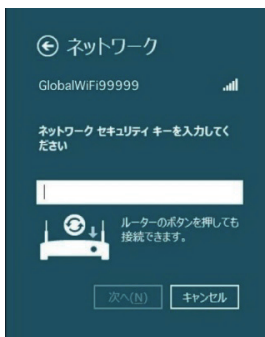 ネットワーク
GlobalWiFi99999
ネットワーク セキュリティ キーを入力してく
ださい
ルーターのボタンを押しても
接続できます。
次へ(N)
キャンセル